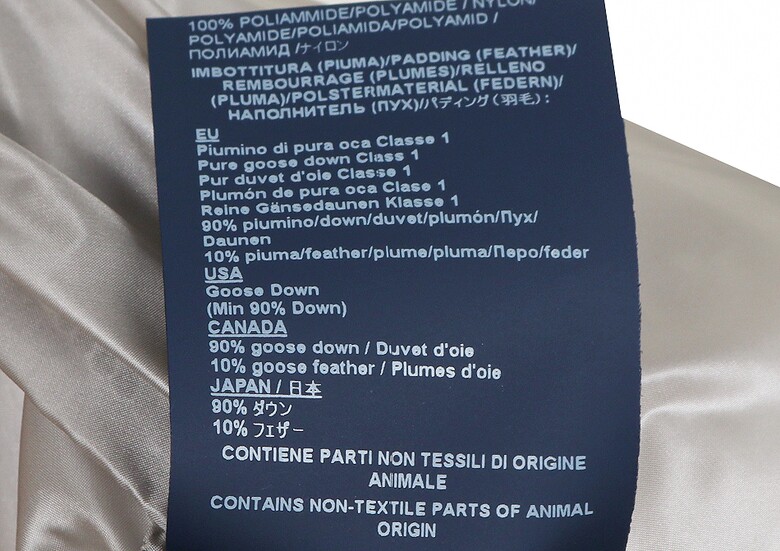 100% POLIAMMIDE/POLYAMIDE / NYLON/
POLYAMIDE/POLIAMIDA/POLYAMID /
ПОЛИАМИД /ナイロン
IMBOTTITURA (PIUMA)/PADDING (FEATHER)/
REMBOURRAGE (PLUMES)/RELLENO
(PLUMA)/POLSTERMATERIAL (FEDERN)/
НАПОЛНИТЕЛЬ (ПУХ)/パディング(羽毛):
EU
Piumino di pura oca Classe 1
Pure goose down Class 1
Pur duvet d'oie Classe 1
Plumón de pura oca Clase 1
Reine Gänsedaunen Klasse 1
90% piumino/down/duvet/plumón/Пух/
Daunen
10% piuma/feather/plume/pluma/Перо/feder
USA
Goose Down
(Min 90% Down)
CANADA
90% goose down / Duvet d'oie
10% goose feather / Plumes d'oie
JAPAN / 日本
90% ダウン
10% フェザー
CONTIENE PARTI NON TESSILI DI ORIGINE
ANIMALE
CONTAINS NON-TEXTILE PARTS OF ANIMAL
ORIGIN